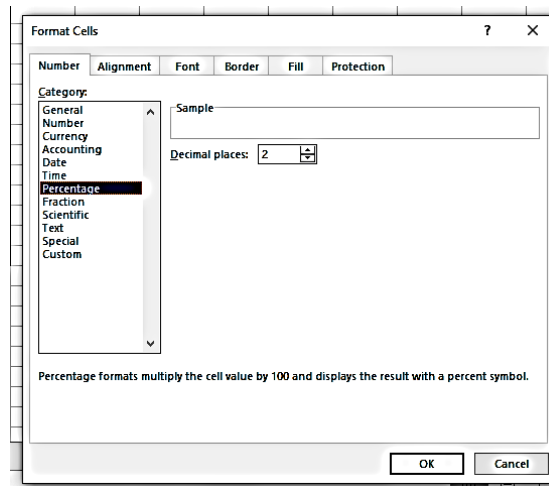 Format Cells ? ×
Number Alignment Font Border Fill Protection
Category:
General
Number
Currency
Accounting
Date
Time
Percentage
Fraction
Scientific
Text
Special
Custom
Sample
Decimal places: 2
Percentage formats multiply the cell value by 100 and displays the result with a percent symbol.
OK Cancel